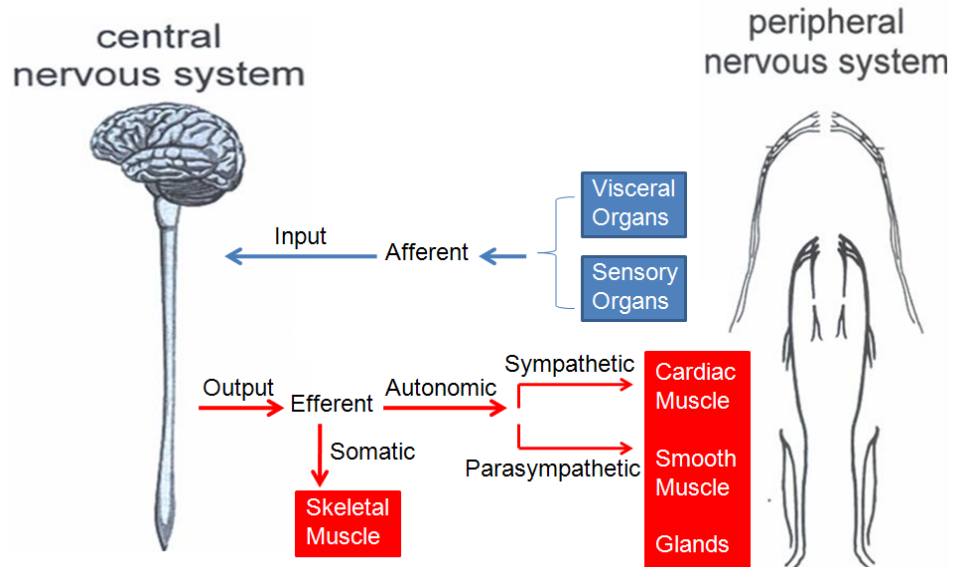 central
nervous system
peripheral
nervous system
Visceral
Organs
Input
Afferent
Sensory
Organs
Sympathetic
Cardiac
Muscle
Output
Efferent
Autonomic
Somatic
Parasympathetic
Smooth
Muscle
Skeletal
Muscle
Glands